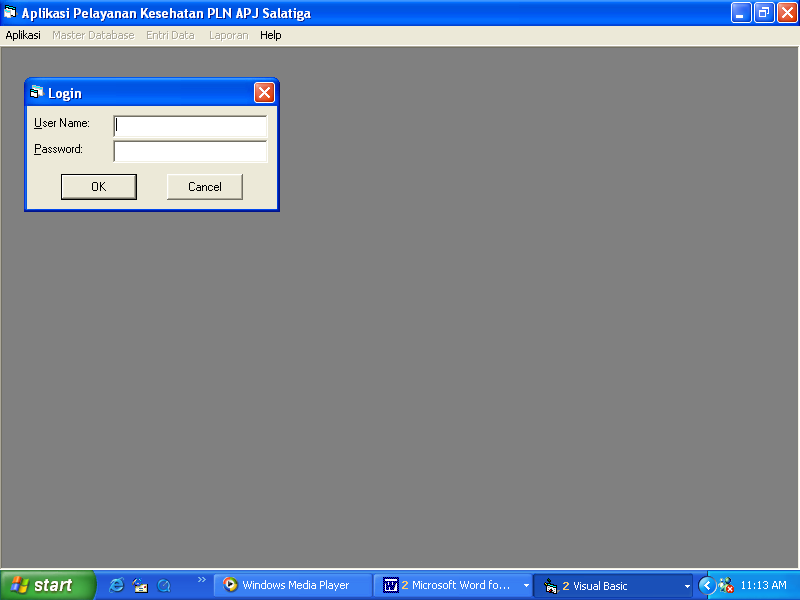 Aplikasi Pelayanan Kesehatan PLN APJ Salatiga
Aplikasi Master Database Entri Data Laporan Help
Login
User Name:
Password:
OK Cancel
start » Windows Media Player 2 Microsoft Word fo... 2 Visual Basic 11:13 AM